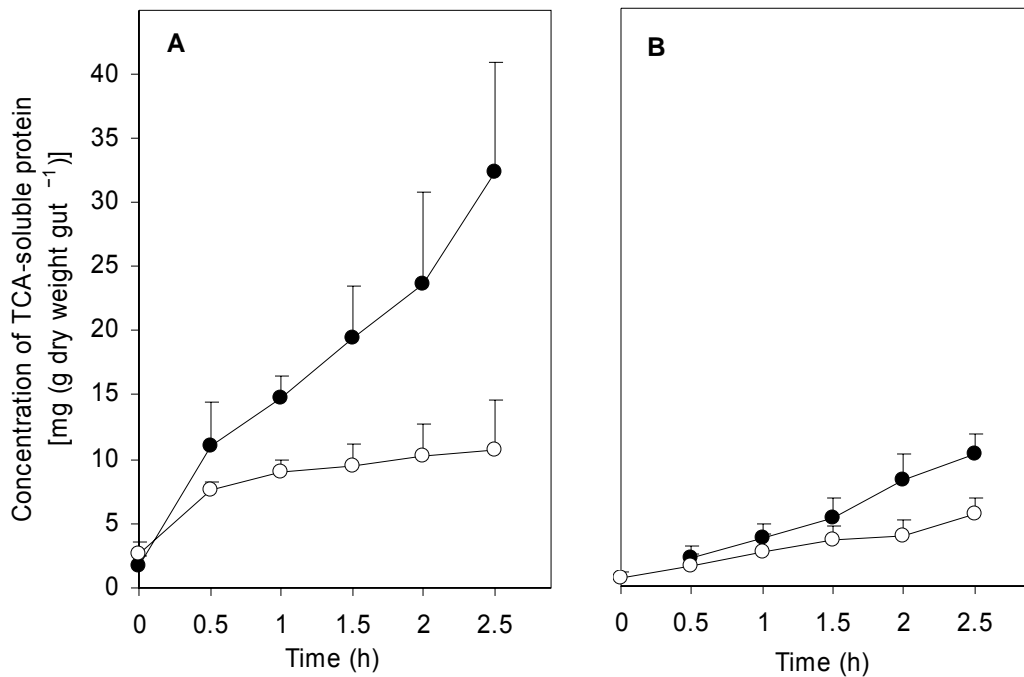 A
B
Concentration of TCA-soluble protein
[mg (g dry weight gut ⁻¹)]
40
35
30
25
20
15
10
5
0
0 0.5 1 1.5 2 2.5
Time (h)
0 0.5 1 1.5 2 2.5
Time (h)